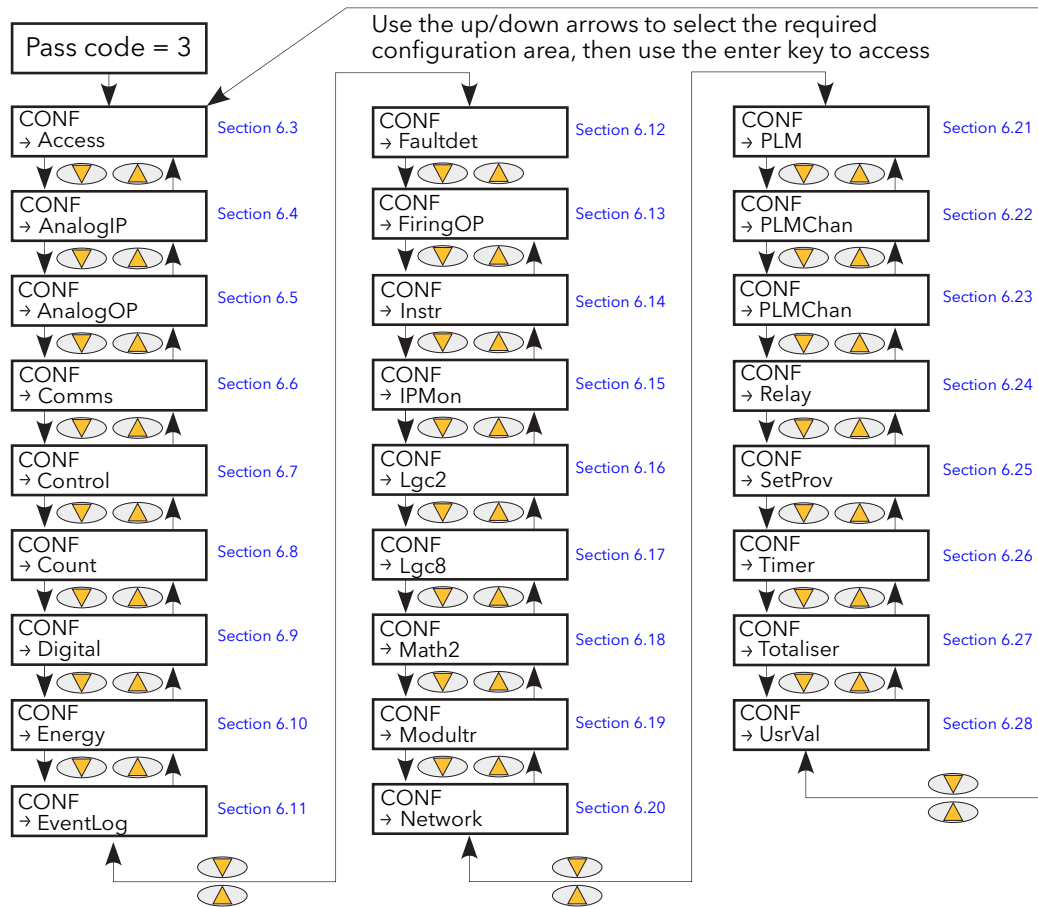 Pass code = 3
Use the up/down arrows to select the required
configuration area, then use the enter key to access
CONF
→ Access
Section 6.3
CONF
→ AnalogIP
Section 6.4
CONF
→ AnalogOP
Section 6.5
CONF
→ Comms
Section 6.6
CONF
→ Control
Section 6.7
CONF
→ Count
Section 6.8
CONF
→ Digital
Section 6.9
CONF
→ Energy
Section 6.10
CONF
→ EventLog
Section 6.11
CONF
→ Faultdet
Section 6.12
CONF
→ FiringOP
Section 6.13
CONF
→ Instr
Section 6.14
CONF
→ IPMon
Section 6.15
CONF
→ Lgc2
Section 6.16
CONF
→ Lgc8
Section 6.17
CONF
→ Math2
Section 6.18
CONF
→ Modultr
Section 6.19
CONF
→ Network
Section 6.20
CONF
→ PLM
Section 6.21
CONF
→ PLMChan
Section 6.22
CONF
→ PLMChan
Section 6.23
CONF
→ Relay
Section 6.24
CONF
→ SetProv
Section 6.25
CONF
→ Timer
Section 6.26
CONF
→ Totaliser
Section 6.27
CONF
→ UsrVal
Section 6.28